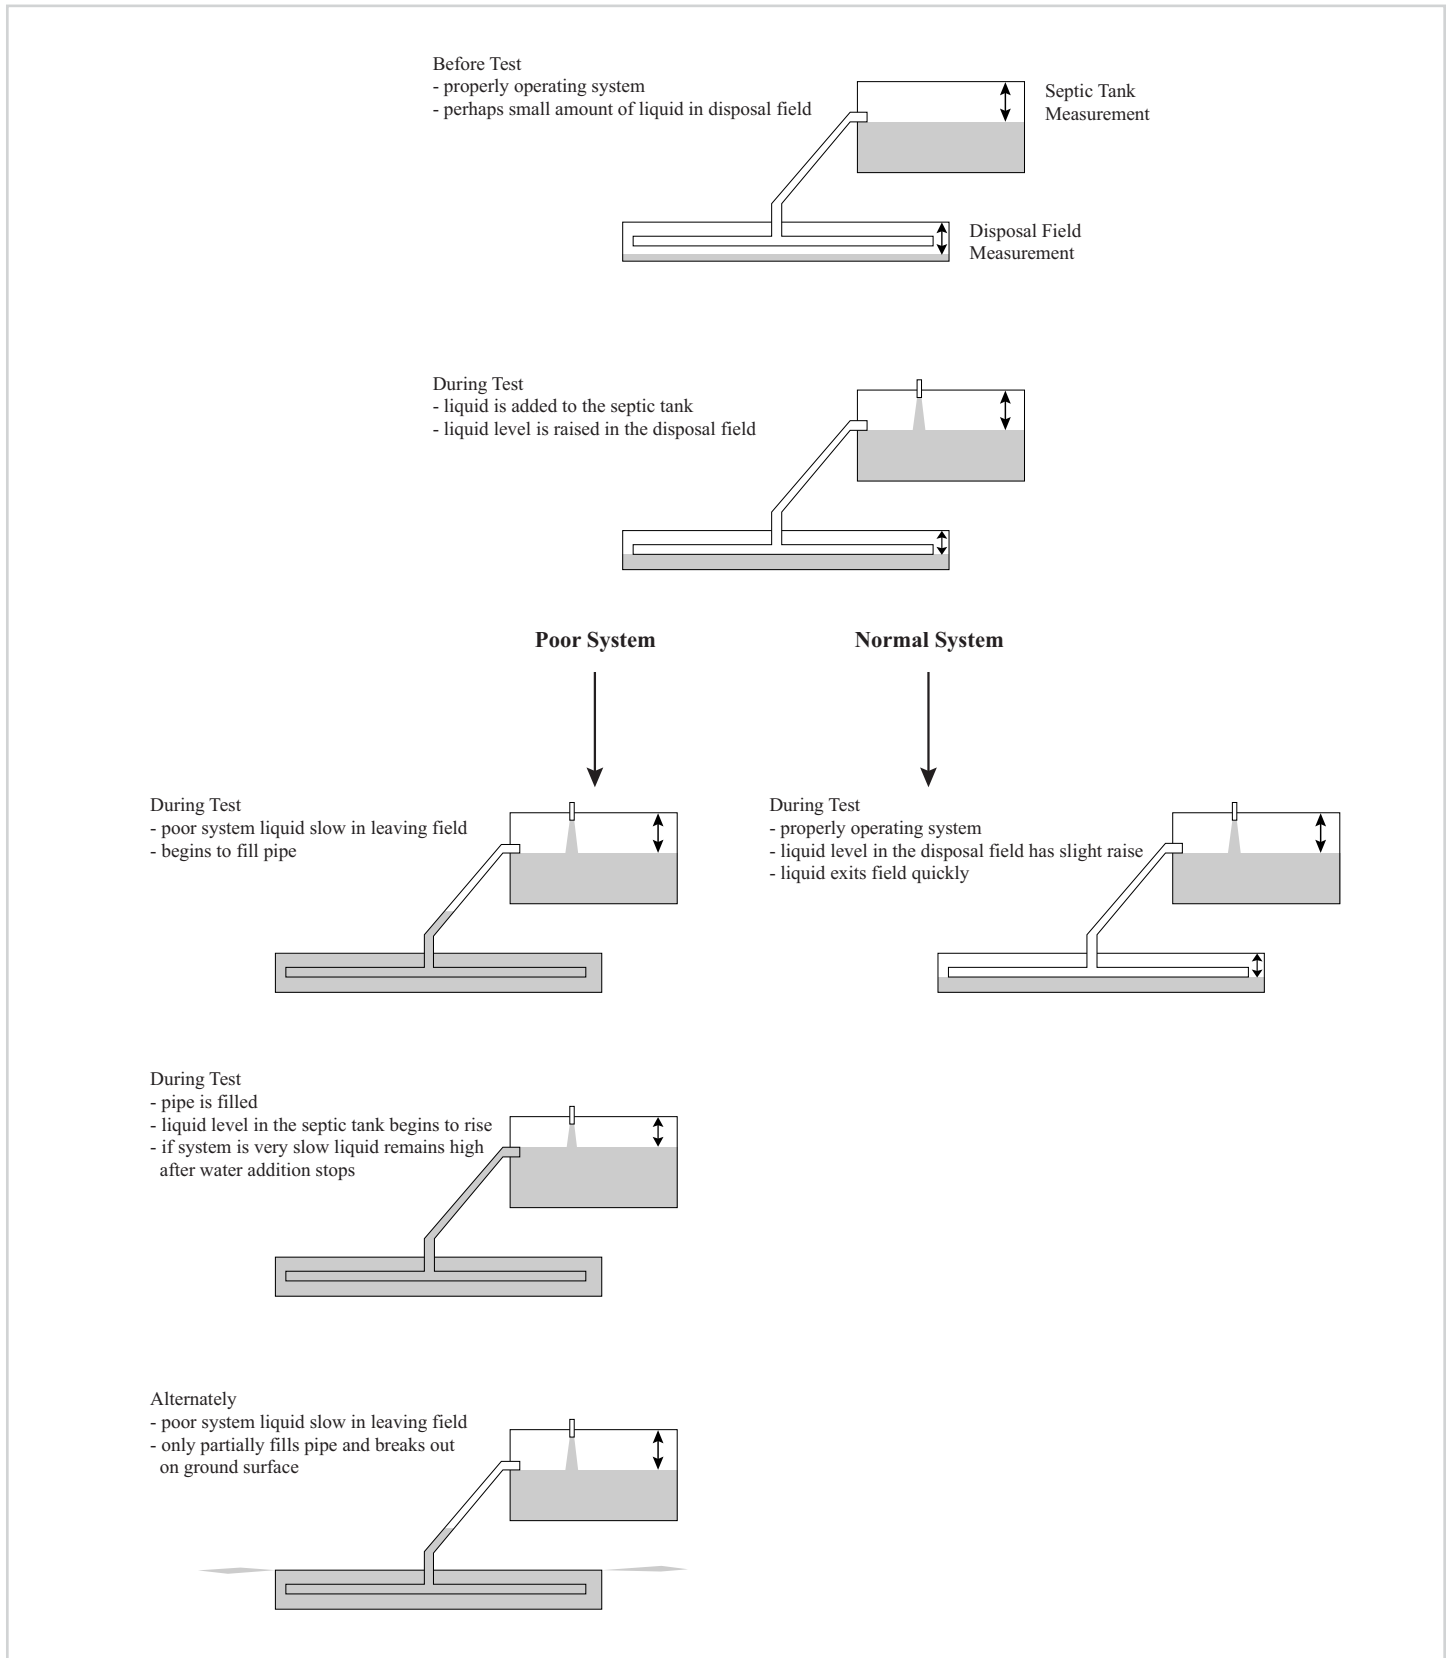 Before Test
- properly operating system
- perhaps small amount of liquid in disposal field
Septic Tank
Measurement
Disposal Field
Measurement
During Test
- liquid is added to the septic tank
- liquid level is raised in the disposal field
Poor System
Normal System
During Test
- poor system liquid slow in leaving field
- begins to fill pipe
During Test
- properly operating system
- liquid level in the disposal field has slight raise
- liquid exits field quickly
During Test
- pipe is filled
- liquid level in the septic tank begins to rise
- if system is very slow liquid remains high
after water addition stops
Alternately
- poor system liquid slow in leaving field
- only partially fills pipe and breaks out
on ground surface